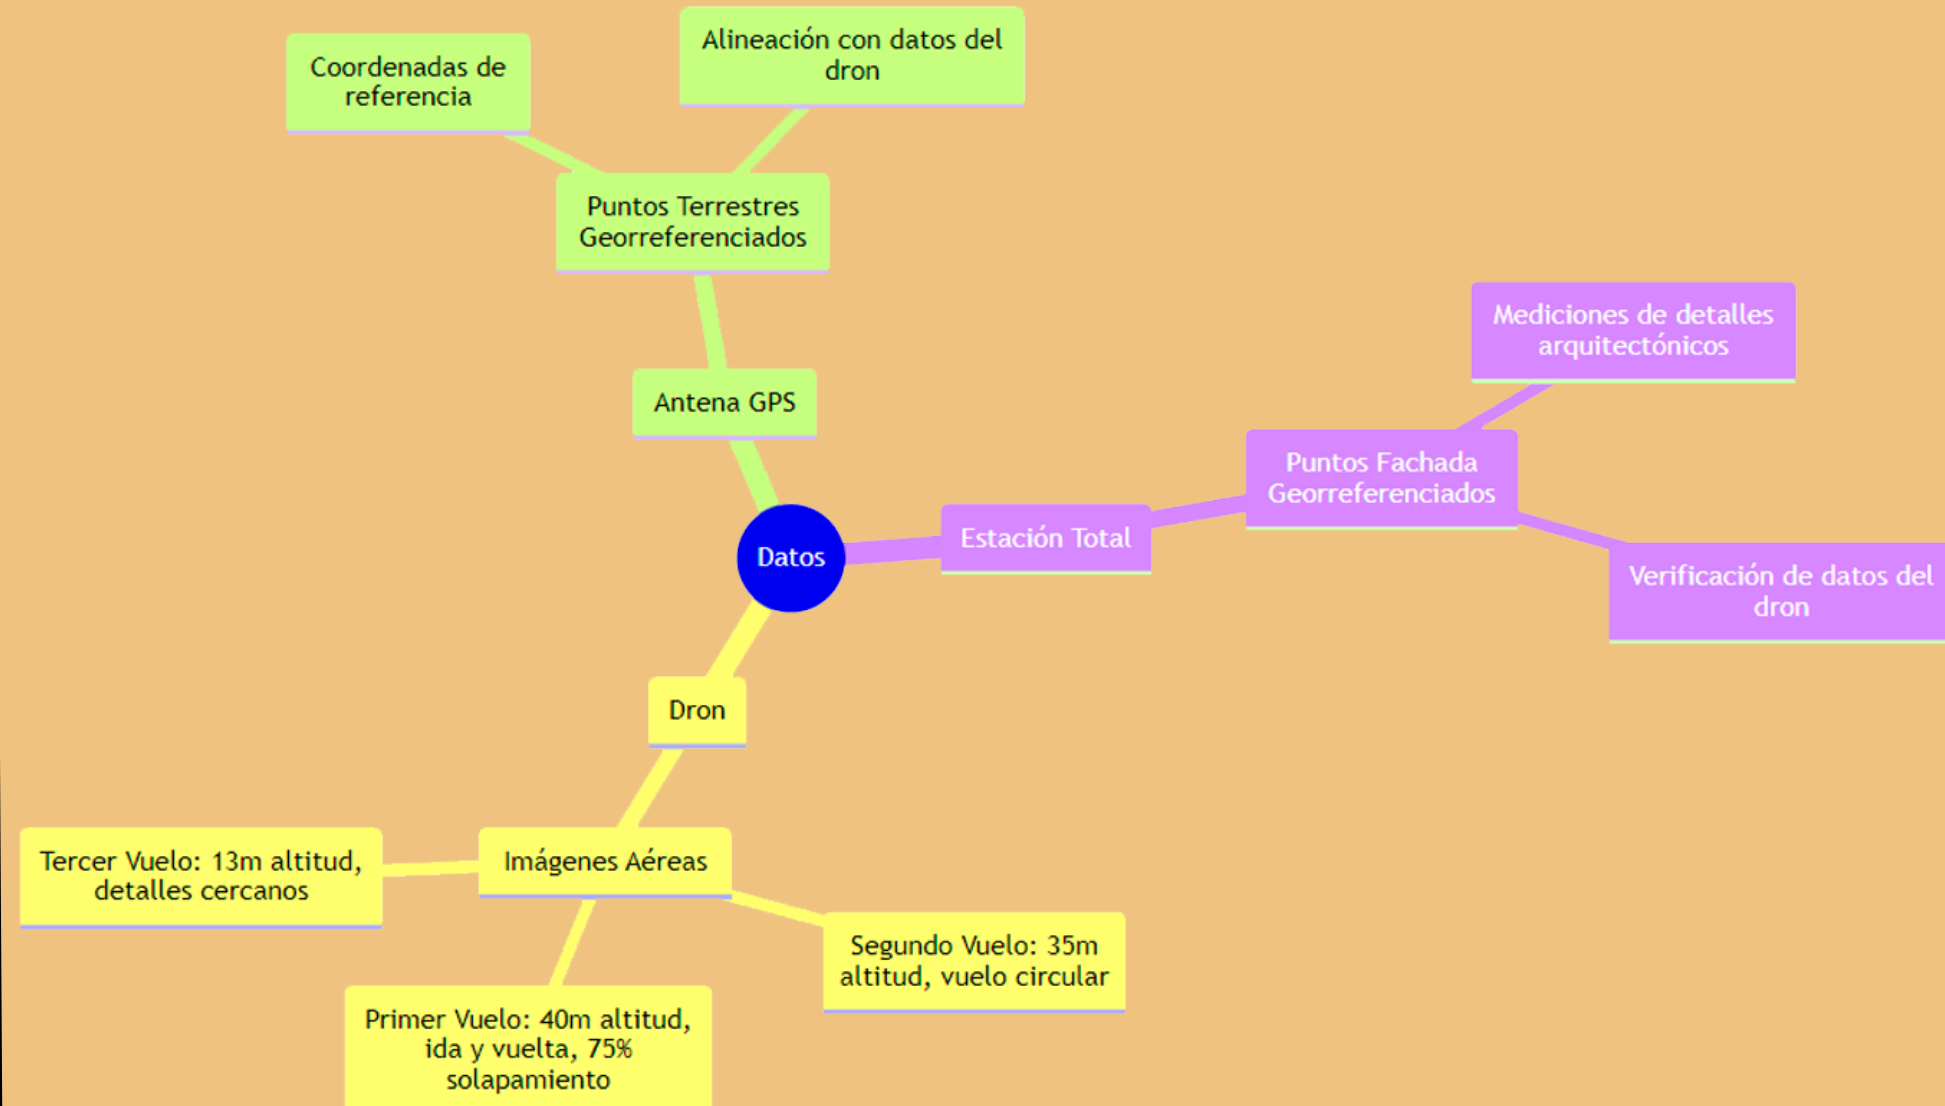 Alineación con datos del
dron
Coordenadas de
referencia
Puntos Terrestres
Georreferenciados
Antena GPS
Mediciones de detalles
arquitectónicos
Puntos Fachada
Georreferenciados
Estación Total
Datos
Verificación de datos del
dron
Dron
Imágenes Aéreas
Tercer Vuelo: 13m altitud,
detalles cercanos
Segundo Vuelo: 35m
altitud, vuelo circular
Primer Vuelo: 40m altitud,
ida y vuelta, 75%
solapamiento